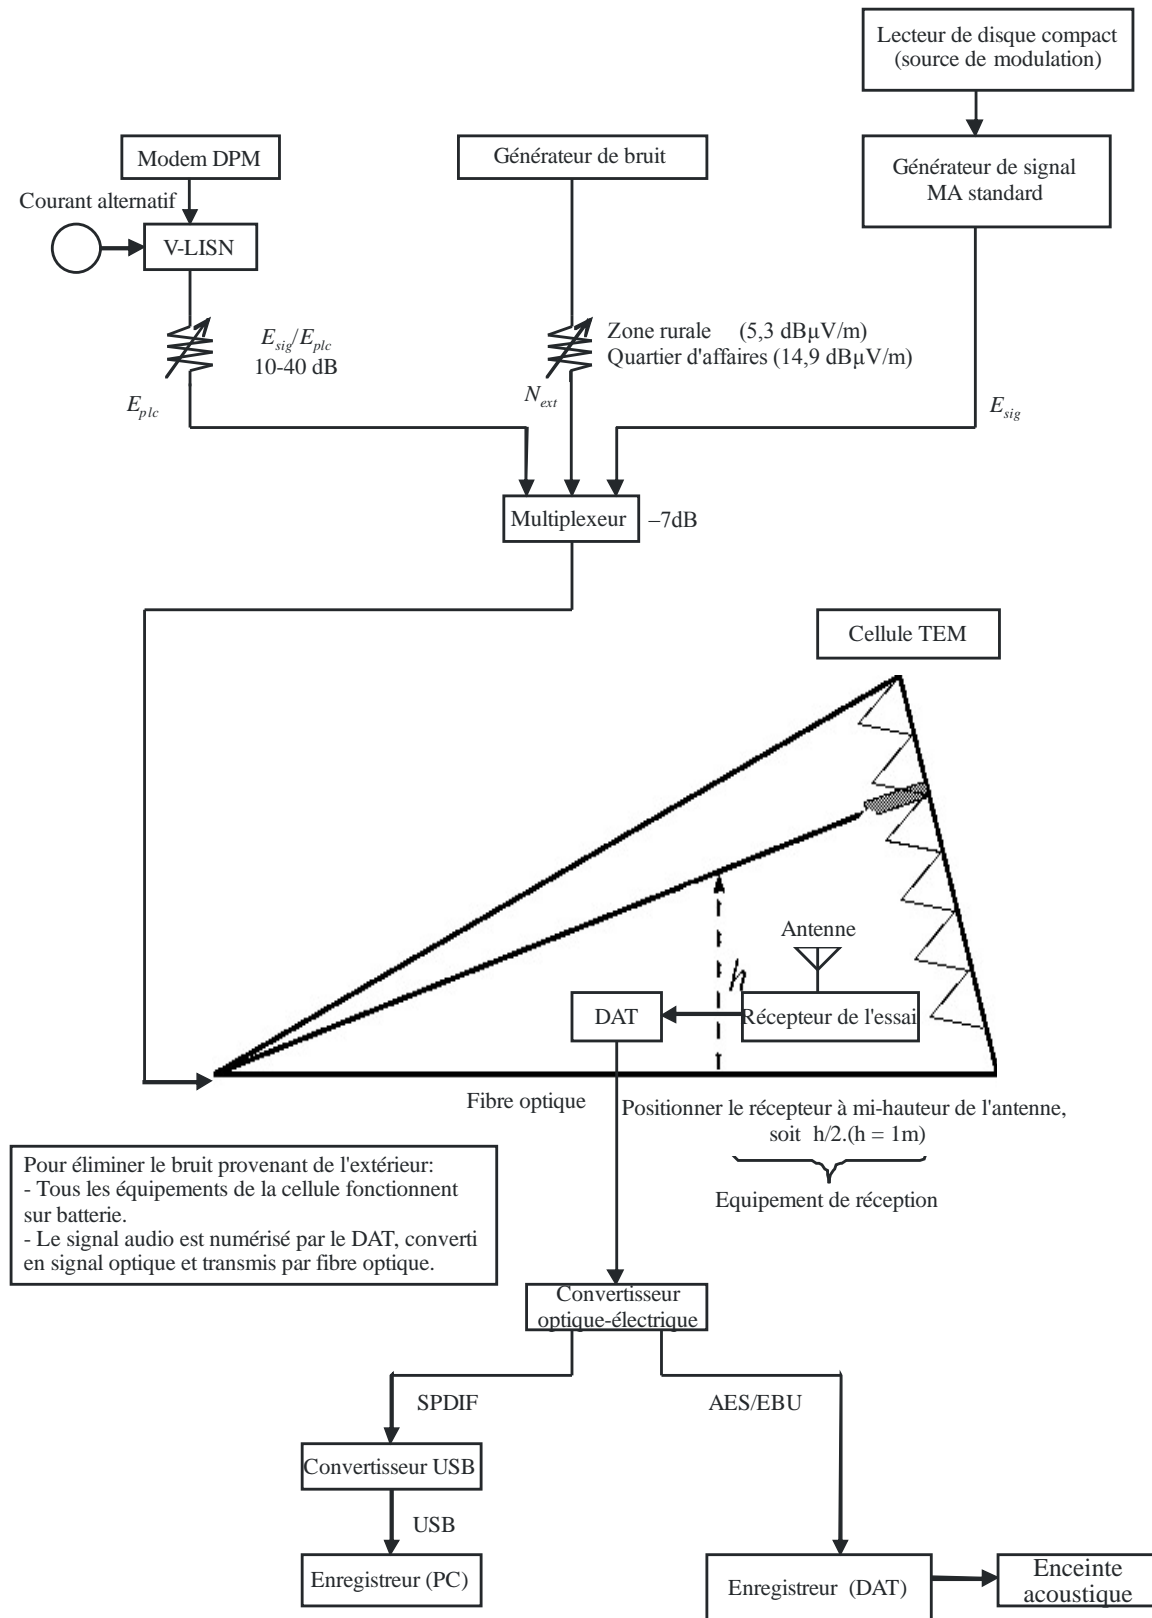 Lecteur de disque compact
(source de modulation)
Modem DPM
Générateur de bruit
Générateur de signal
MA standard
Courant alternatif
V-LISN
E_sig/E_plc
10-40 dB
Zone rurale (5,3 dBµV/m)
Quartier d'affaires (14,9 dBµV/m)
E_plc
N_ext
E_sig
Multiplexeur
–7dB
Cellule TEM
Antenne
h
DAT
Récepteur de l'essai
Fibre optique
Positionner le récepteur à mi-hauteur de l'antenne,
soit h/2.(h = 1m)
Equipement de réception
Pour éliminer le bruit provenant de l'extérieur:
- Tous les équipements de la cellule fonctionnent
sur batterie.
- Le signal audio est numérisé par le DAT, converti
en signal optique et transmis par fibre optique.
Convertisseur
optique-électrique
SPDIF
AES/EBU
Convertisseur USB
USB
Enregistreur (PC)
Enregistreur (DAT)
Enceinte
acoustique